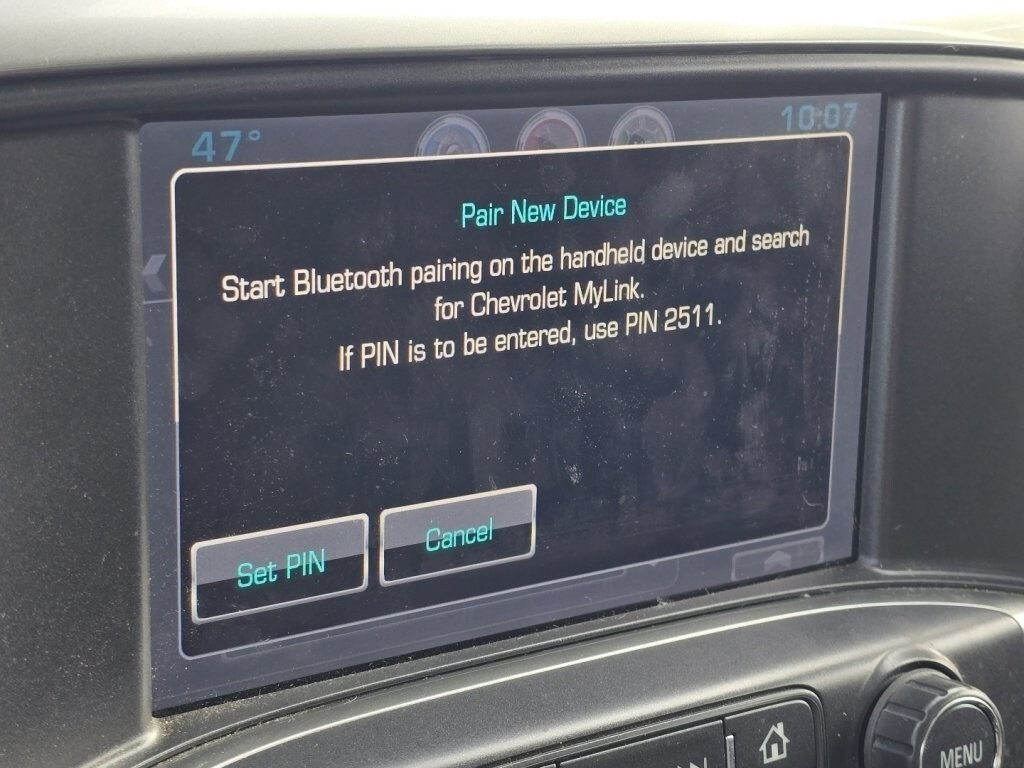 47° 10:07
Pair New Device
Start Bluetooth pairing on the handheld device and search
for Chevrolet MyLink.
If PIN is to be entered, use PIN 2511.
Set PIN Cancel
MENU